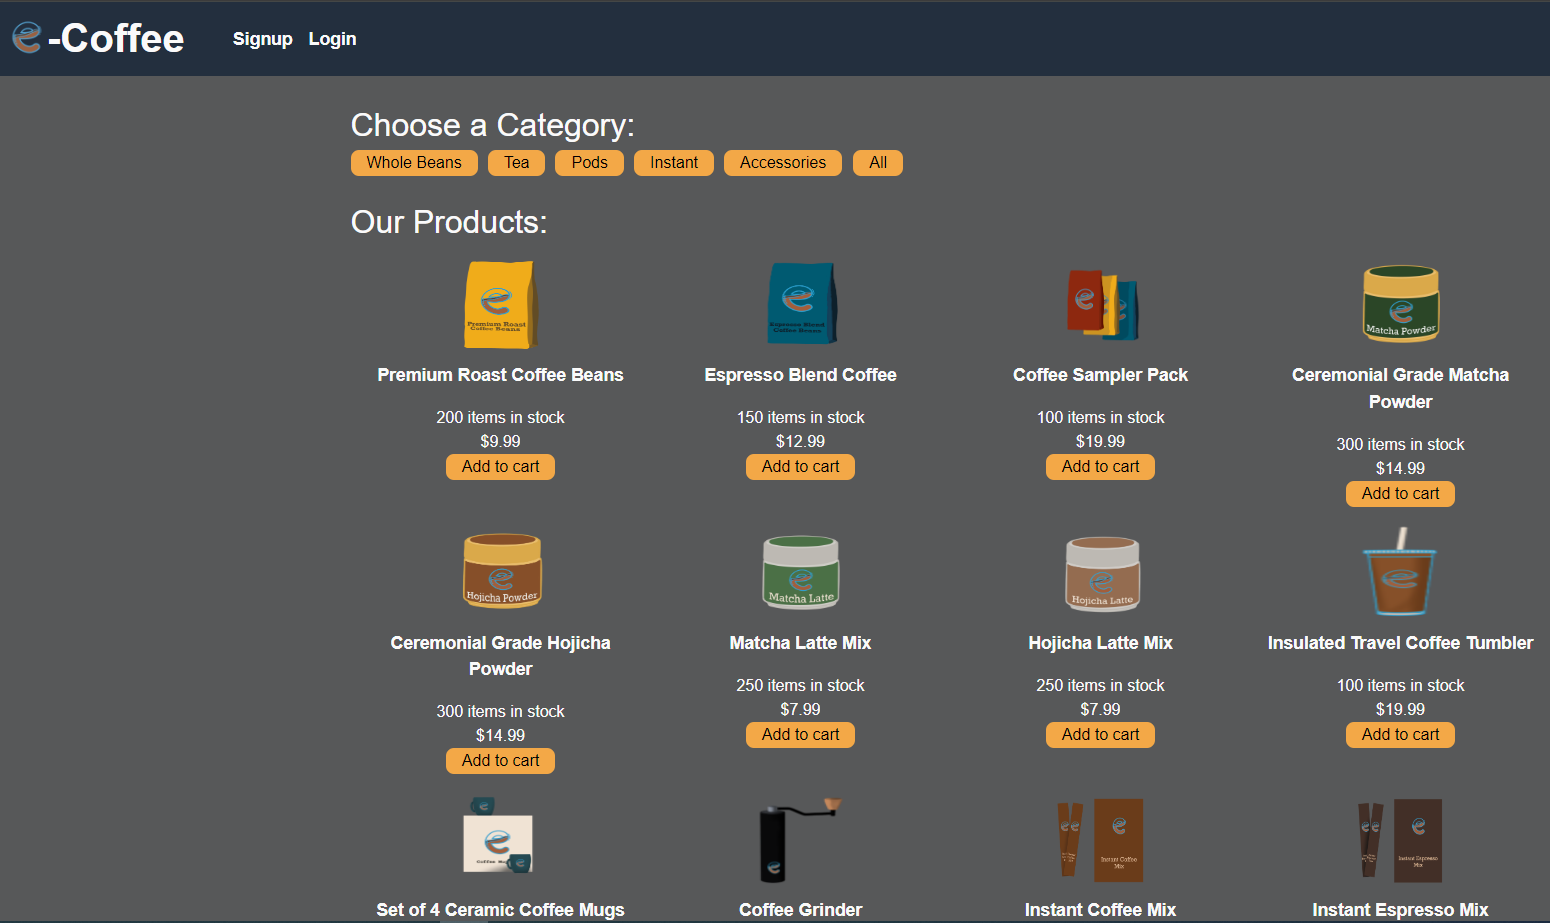 e-Coffee
Signup
Login
Choose a Category:
Whole Beans
Tea
Pods
Instant
Accessories
All
Our Products:
Premium Roast
Coffee Beans
Espresso Blend
Coffee Beans
Matcha Powder
Premium Roast Coffee Beans
Espresso Blend Coffee
Coffee Sampler Pack
Ceremonial Grade Matcha
Powder
200 items in stock
$9.99
Add to cart
150 items in stock
$12.99
Add to cart
100 items in stock
$19.99
Add to cart
300 items in stock
$14.99
Add to cart
Hojicha Powder
Matcha Latte
Hojicha Latte
Ceremonial Grade Hojicha
Powder
Matcha Latte Mix
Hojicha Latte Mix
Insulated Travel Coffee Tumbler
300 items in stock
$14.99
Add to cart
250 items in stock
$7.99
Add to cart
250 items in stock
$7.99
Add to cart
100 items in stock
$19.99
Add to cart
Coffee
Instant Coffee
Mix
Instant Espresso
Mix
Set of 4 Ceramic Coffee Mugs
Coffee Grinder
Instant Coffee Mix
Instant Espresso Mix